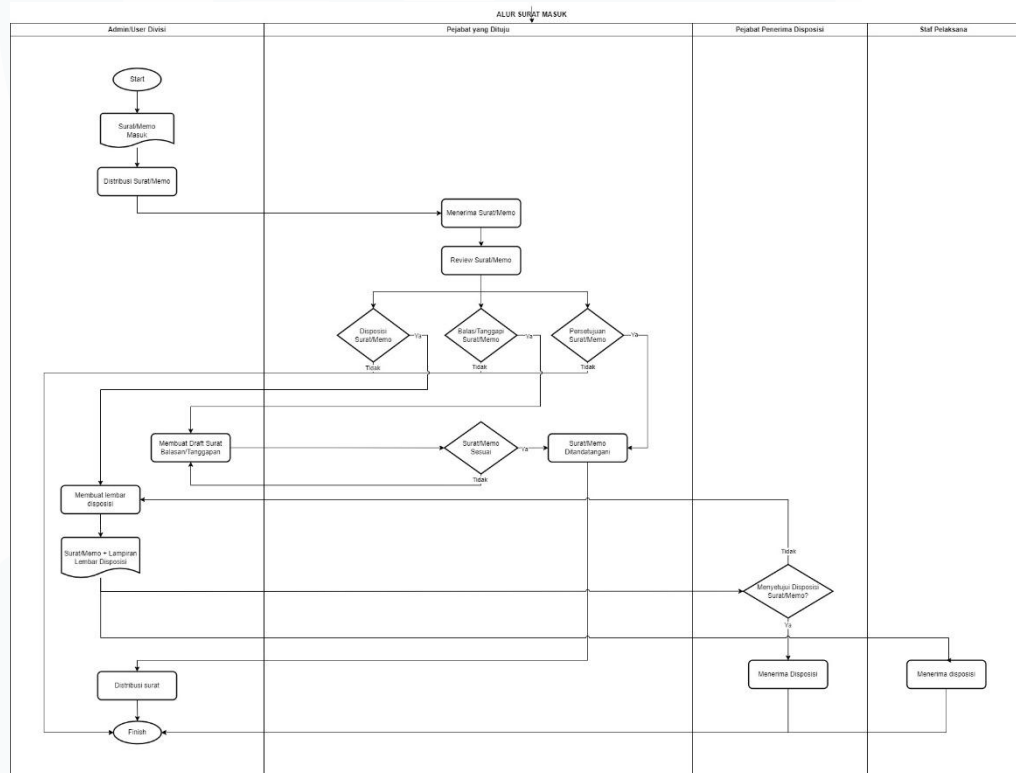 ALUR SURAT MASUK
Admin/User Divisi
Pejabat yang Dituju
Pejabat Penerima Disposisi
Staf Pelaksana
Start
Surat/Memo
Masuk
Distribusi Surat/Memo
Menerima Surat/Memo
Review Surat/Memo
Disposisi
Surat/Memo
Ya
Tidak
Balas/Tanggapi
Surat/Memo
Ya
Tidak
Persetujuan
Surat/Memo
Ya
Tidak
Membuat Draft Surat
Balasan/Tanggapan
Surat/Memo
Sesuai
Ya
Tidak
Surat/Memo
Ditandatangani
Membuat lembar
disposisi
Surat/Memo + Lampiran
Lembar Disposisi
Tidak
Menyetujui Disposisi
Surat/Memo?
Ya
Distribusi surat
Menerima Disposisi
Menerima disposisi
Finish